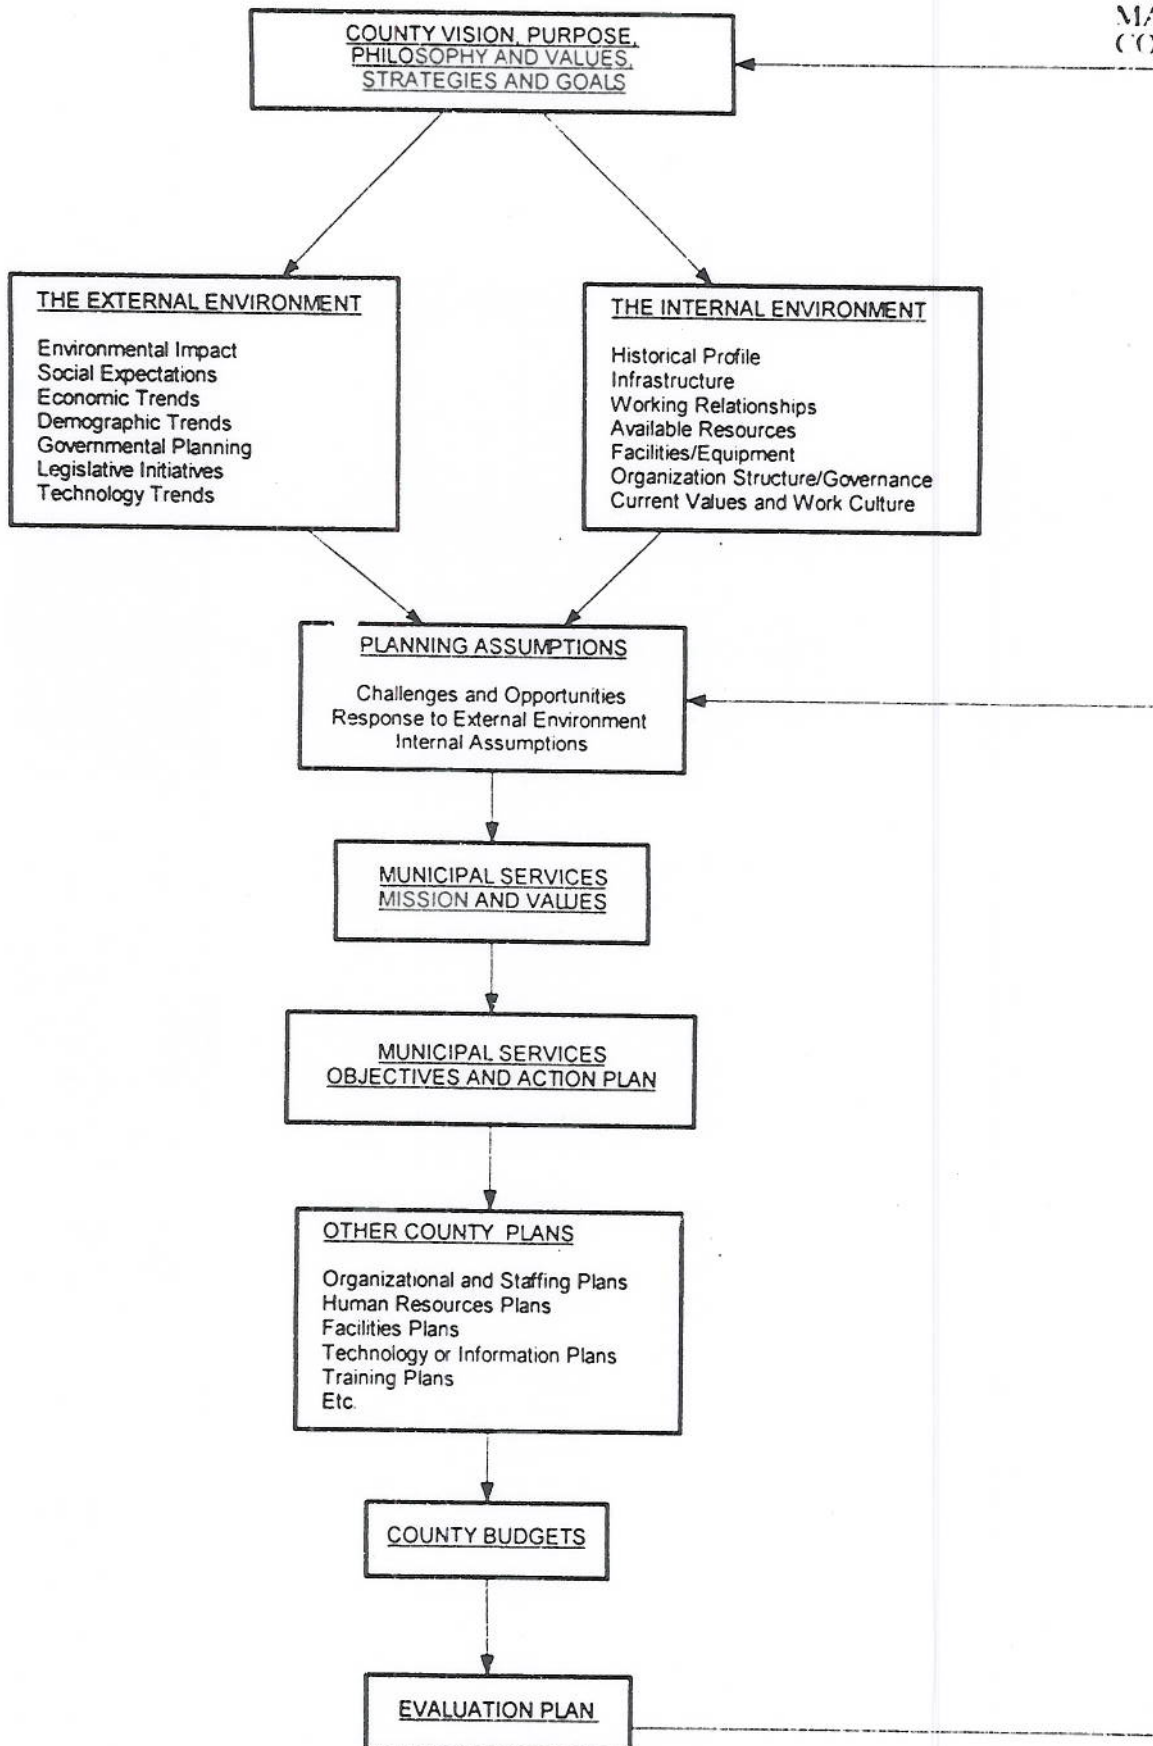 MA
CO
COUNTY VISION, PURPOSE,
PHILOSOPHY AND VALUES,
STRATEGIES AND GOALS
THE EXTERNAL ENVIRONMENT
Environmental Impact
Social Expectations
Economic Trends
Demographic Trends
Governmental Planning
Legislative Initiatives
Technology Trends
THE INTERNAL ENVIRONMENT
Historical Profile
Infrastructure
Working Relationships
Available Resources
Facilities/Equipment
Organization Structure/Governance
Current Values and Work Culture
PLANNING ASSUMPTIONS
Challenges and Opportunities
Response to External Environment
Internal Assumptions
MUNICIPAL SERVICES
MISSION AND VALUES
MUNICIPAL SERVICES
OBJECTIVES AND ACTION PLAN
OTHER COUNTY PLANS
Organizational and Staffing Plans
Human Resources Plans
Facilities Plans
Technology or Information Plans
Training Plans
Etc.
COUNTY BUDGETS
EVALUATION PLAN